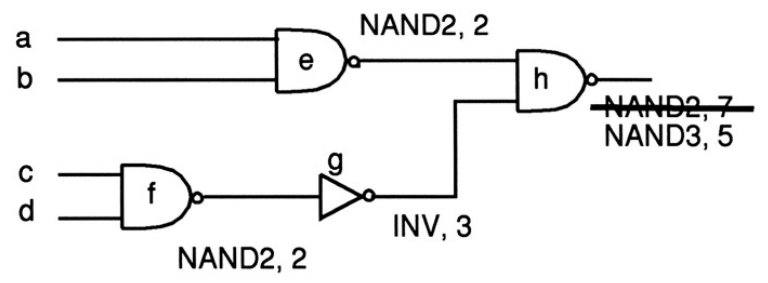 NAND2, 2
a
e
h
b
NAND2, 7
NAND3, 5
g
c
f
d
INV, 3
NAND2, 2